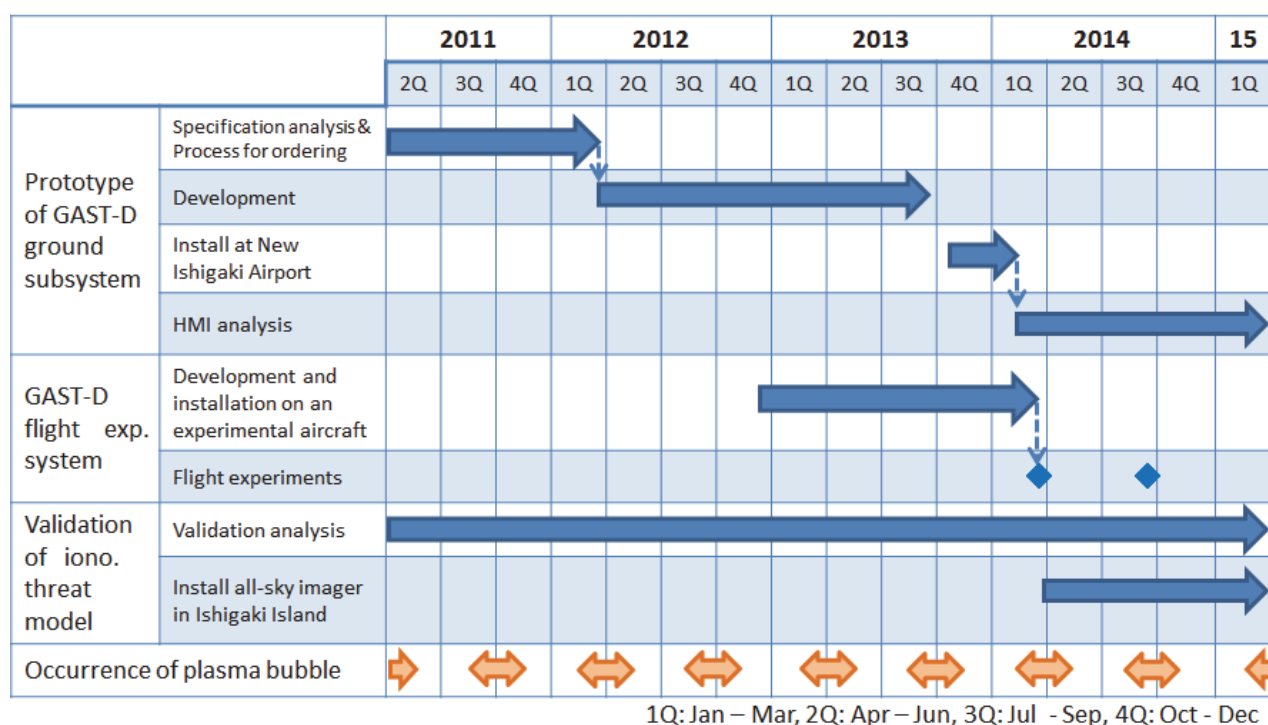 2011 2012 2013 2014 15
2Q 3Q 4Q 1Q 2Q 3Q 4Q 1Q 2Q 3Q 4Q 1Q 2Q 3Q 4Q 1Q
Prototype
of GAST-D
ground
subsystem
Specification analysis &
Process for ordering
Development
Install at New
Ishigaki Airport
HMI analysis
GAST-D
flight exp.
system
Development and
installation on an
experimental aircraft
Flight experiments
Validation
of iono.
threat
model
Validation analysis
Install all-sky imager
in Ishigaki Island
Occurrence of plasma bubble
1Q: Jan – Mar, 2Q: Apr – Jun, 3Q: Jul - Sep, 4Q: Oct - Dec